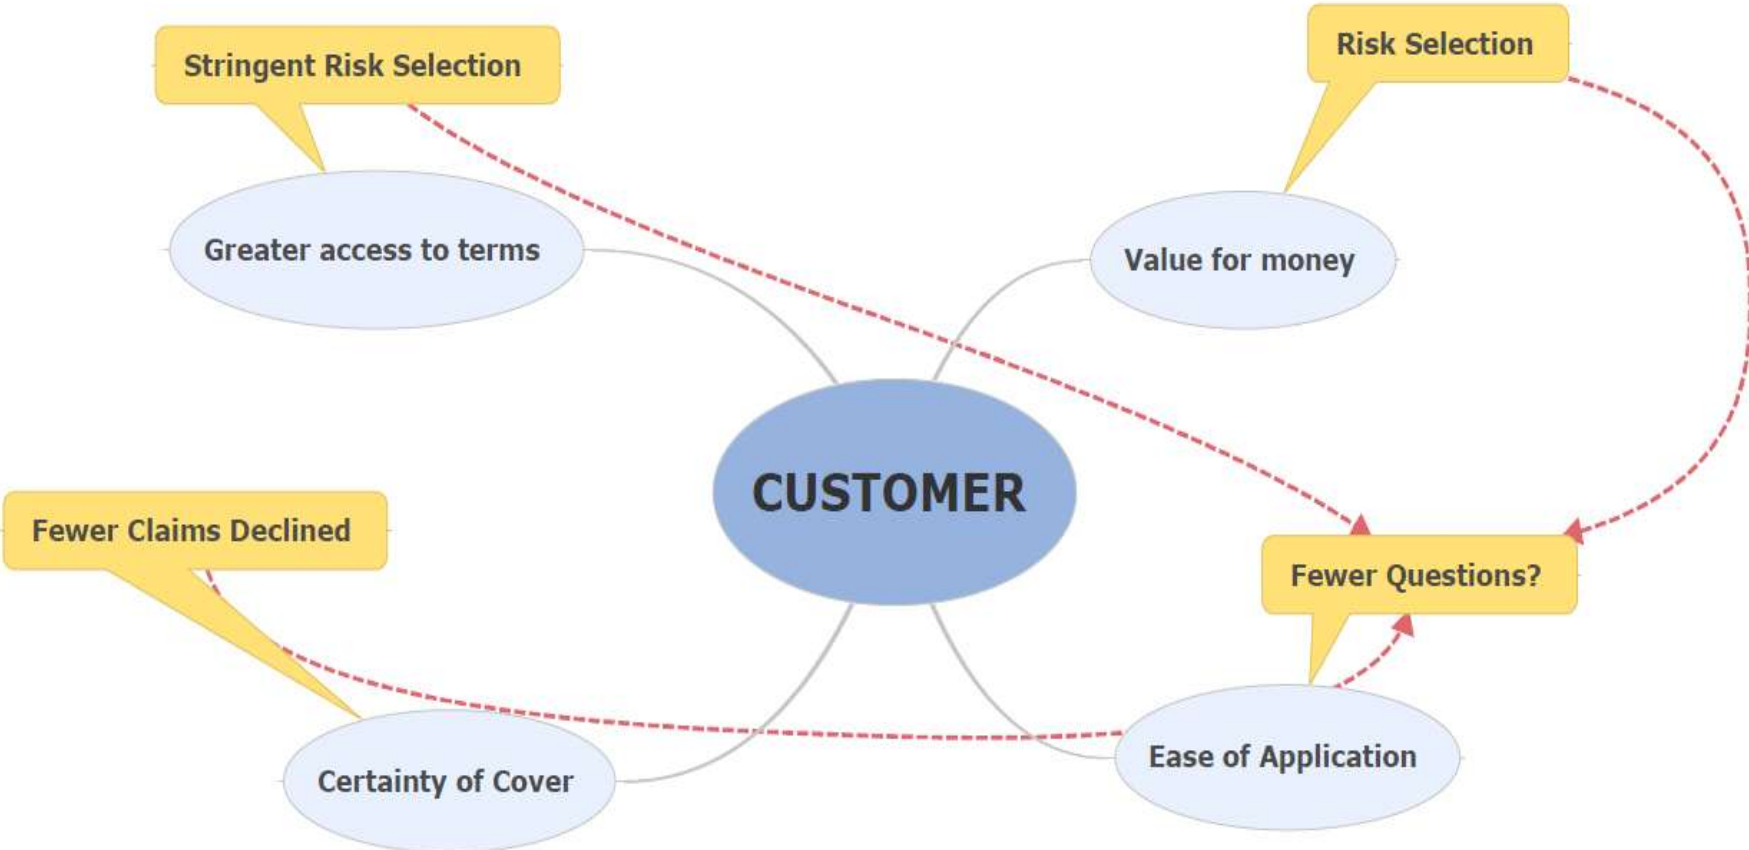 Stringent Risk Selection
Risk Selection
Greater access to terms
Value for money
CUSTOMER
Fewer Claims Declined
Fewer Questions?
Certainty of Cover
Ease of Application